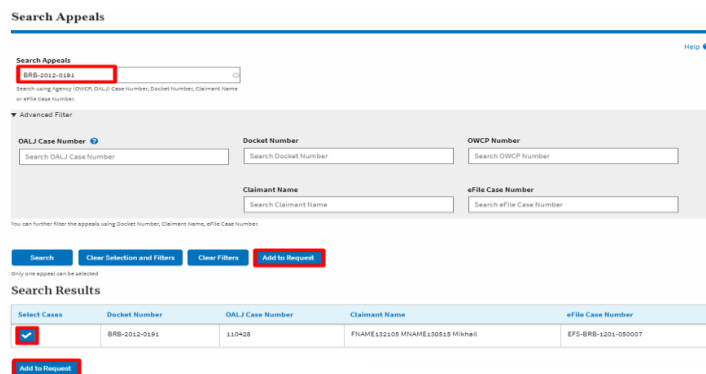 Search Appeals
Help
Search Appeals
BRB-2012-0191
Search using Agency (OWCP, OALJ) Case Number, Docket Number, Claimant Name
or eFile Case Number.
Advanced Filter
OALJ Case Number Docket Number OWCP Number
Search OALJ Case Number Search Docket Number Search OWCP Number
Claimant Name eFile Case Number
Search Claimant Name Search eFile Case Number
You can further filter the appeals using Docket Number, Claimant Name, eFile Case Number.
Search Clear Selection and Filters Clear Filters Add to Request
Only one appeal can be selected
Search Results
Select Cases Docket Number OALJ Case Number Claimant Name eFile Case Number
BRB-2012-0191 110428 FNAME132105 MNAME130515 Mikhail EFS-BRB-1201-050007
Add to Request